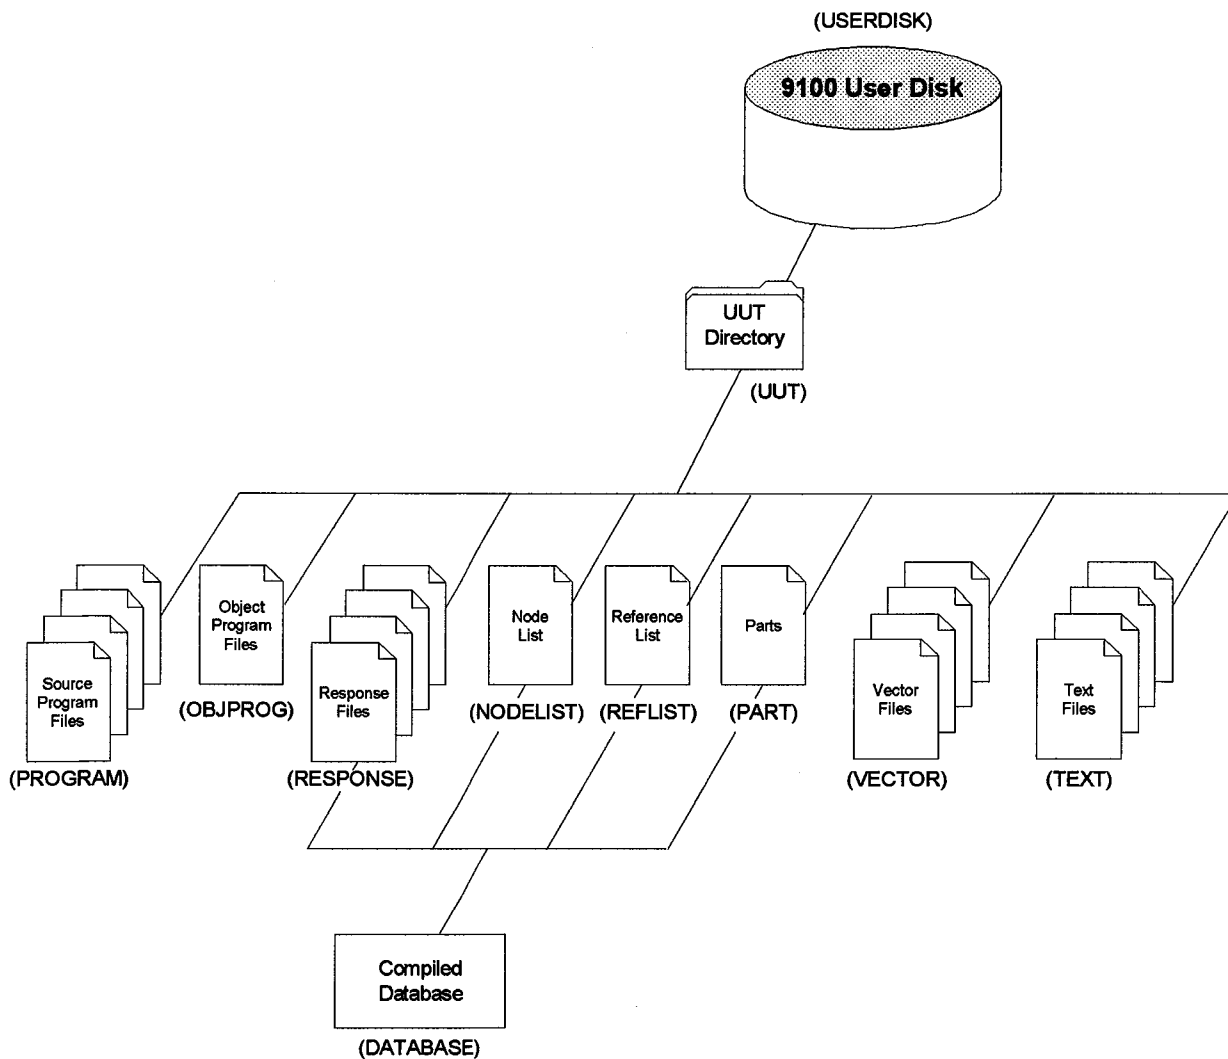 (USERDISK)
9100 User Disk
UUT
Directory
(UUT)
Source
Program
Files
(PROGRAM)
Object
Program
Files
(OBJPROG)
Response
Files
(RESPONSE)
Node
List
(NODELIST)
Reference
List
(REFLIST)
Parts
(PART)
Vector
Files
(VECTOR)
Text
Files
(TEXT)
Compiled
Database
(DATABASE)